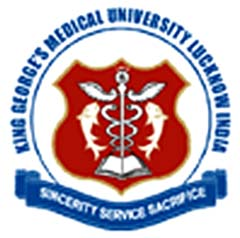 KING GEORGE'S MEDICAL UNIVERSITY LUCKNOW INDIA
SINCERITY SERVICE SACRIFICE